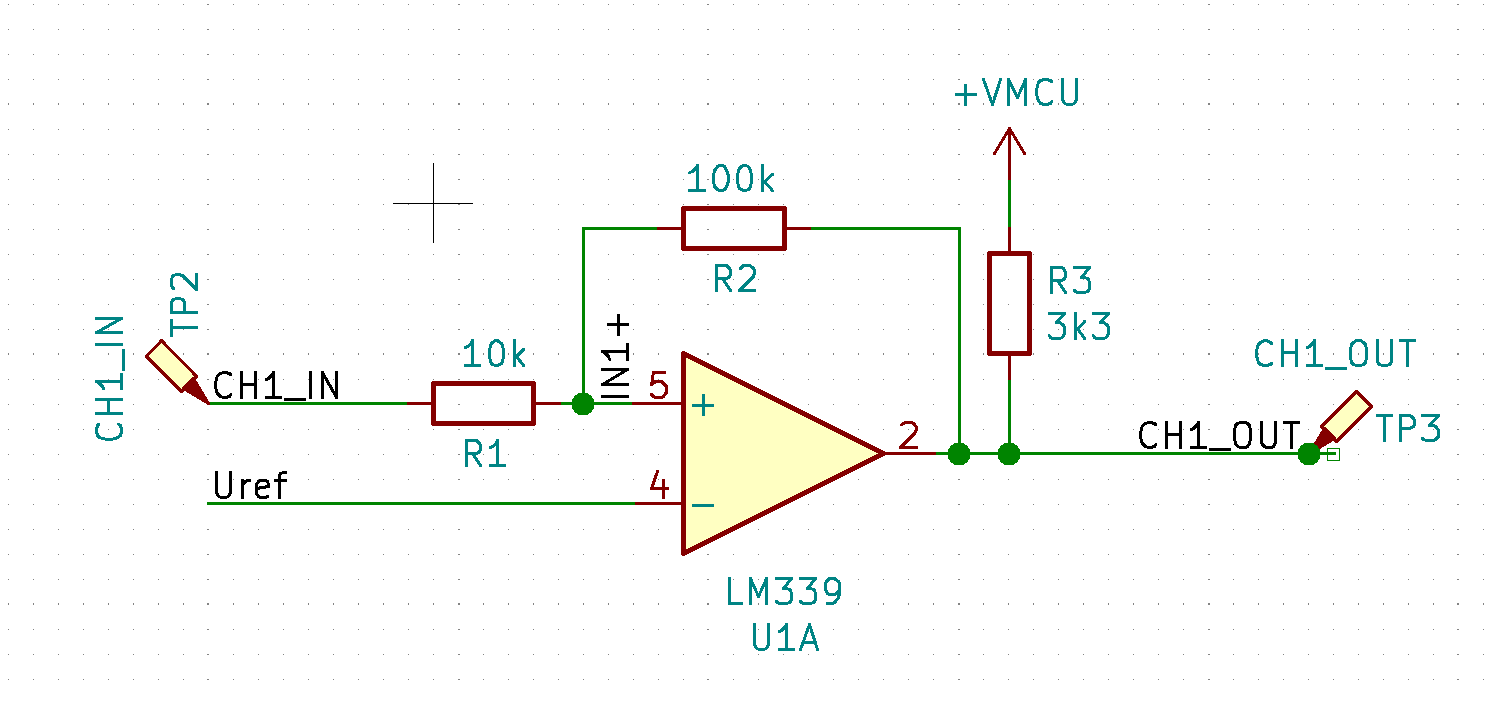 +VMCU
100k
R2
R3
3k3
TP2
CH1_IN
CH1_IN
10k
R1
IN1+
5
+
2
CH1_OUT
CH1_OUT
TP3
Uref
4
−
LM339
U1A